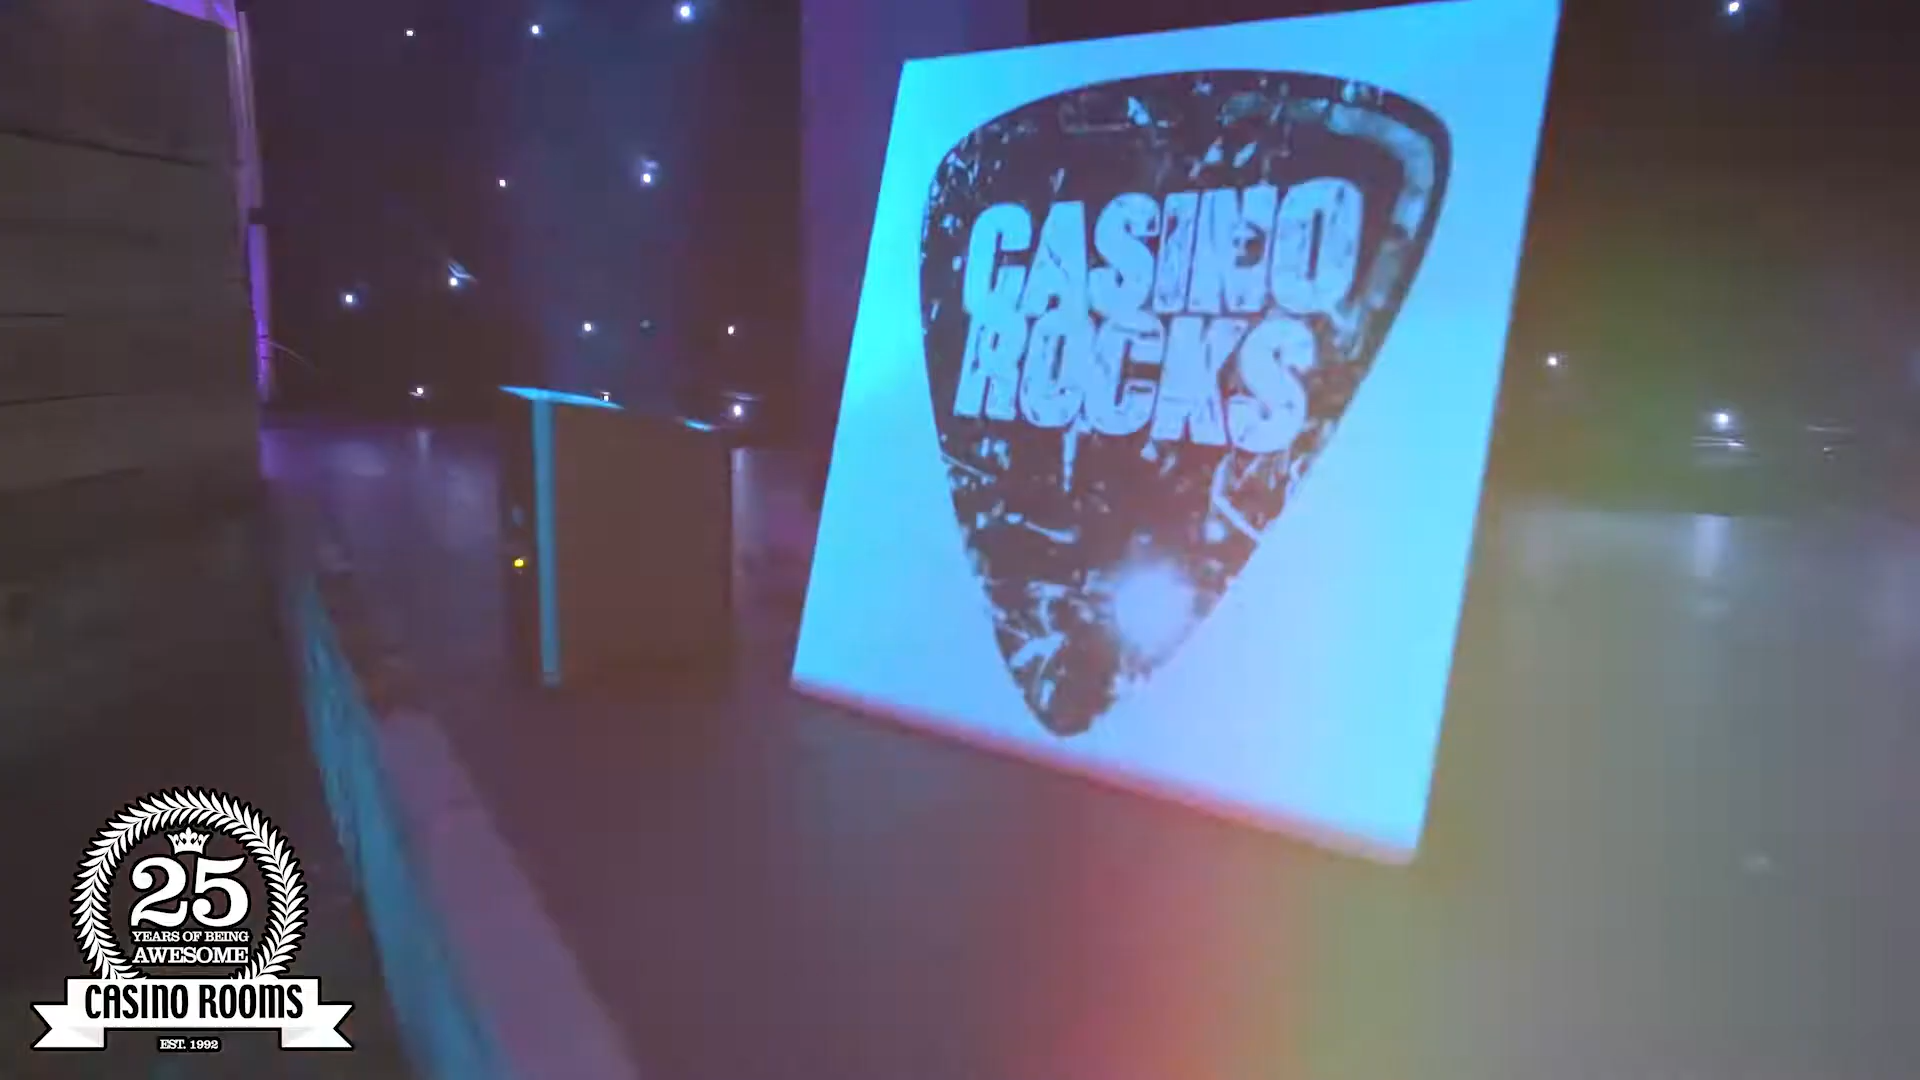 CASINO
ROCKS
25
YEARS OF BEING
AWESOME
CASINO ROOMS
EST. 1992